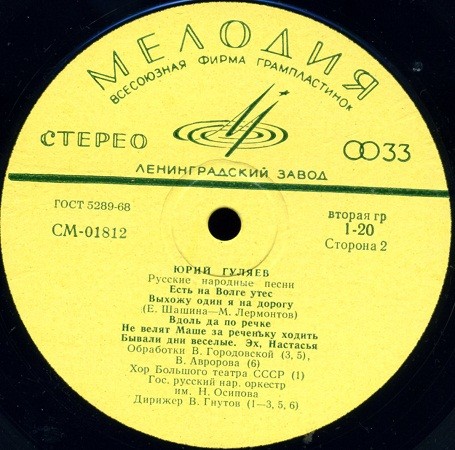 МЕЛОДИЯ
ВСЕСОЮЗНАЯ ФИРМА ГРАМПЛАСТИНОК
СТЕРЕО
33
ЛЕНИНГРАДСКИЙ ЗАВОД
ГОСТ 5289-68
СМ-01812
вторая гр
1-20
Сторона 2
ЮРИЙ ГУЛЯЕВ
Русские народные песни
Есть на Волге утес
Выхожу один я на дорогу
(Е. Шашина—М. Лермонтов)
Вдоль да по речке
Не велят Маше за реченьку ходить
Бывали дни веселые. Эх, Настасья
Обработки В. Городовской (3, 5),
В. Авророва (6)
Хор Большого театра СССР (1)
Гос. русский нар. оркестр
им. Н. Осипова
Дирижер В. Гнутов (1—3, 5, 6)